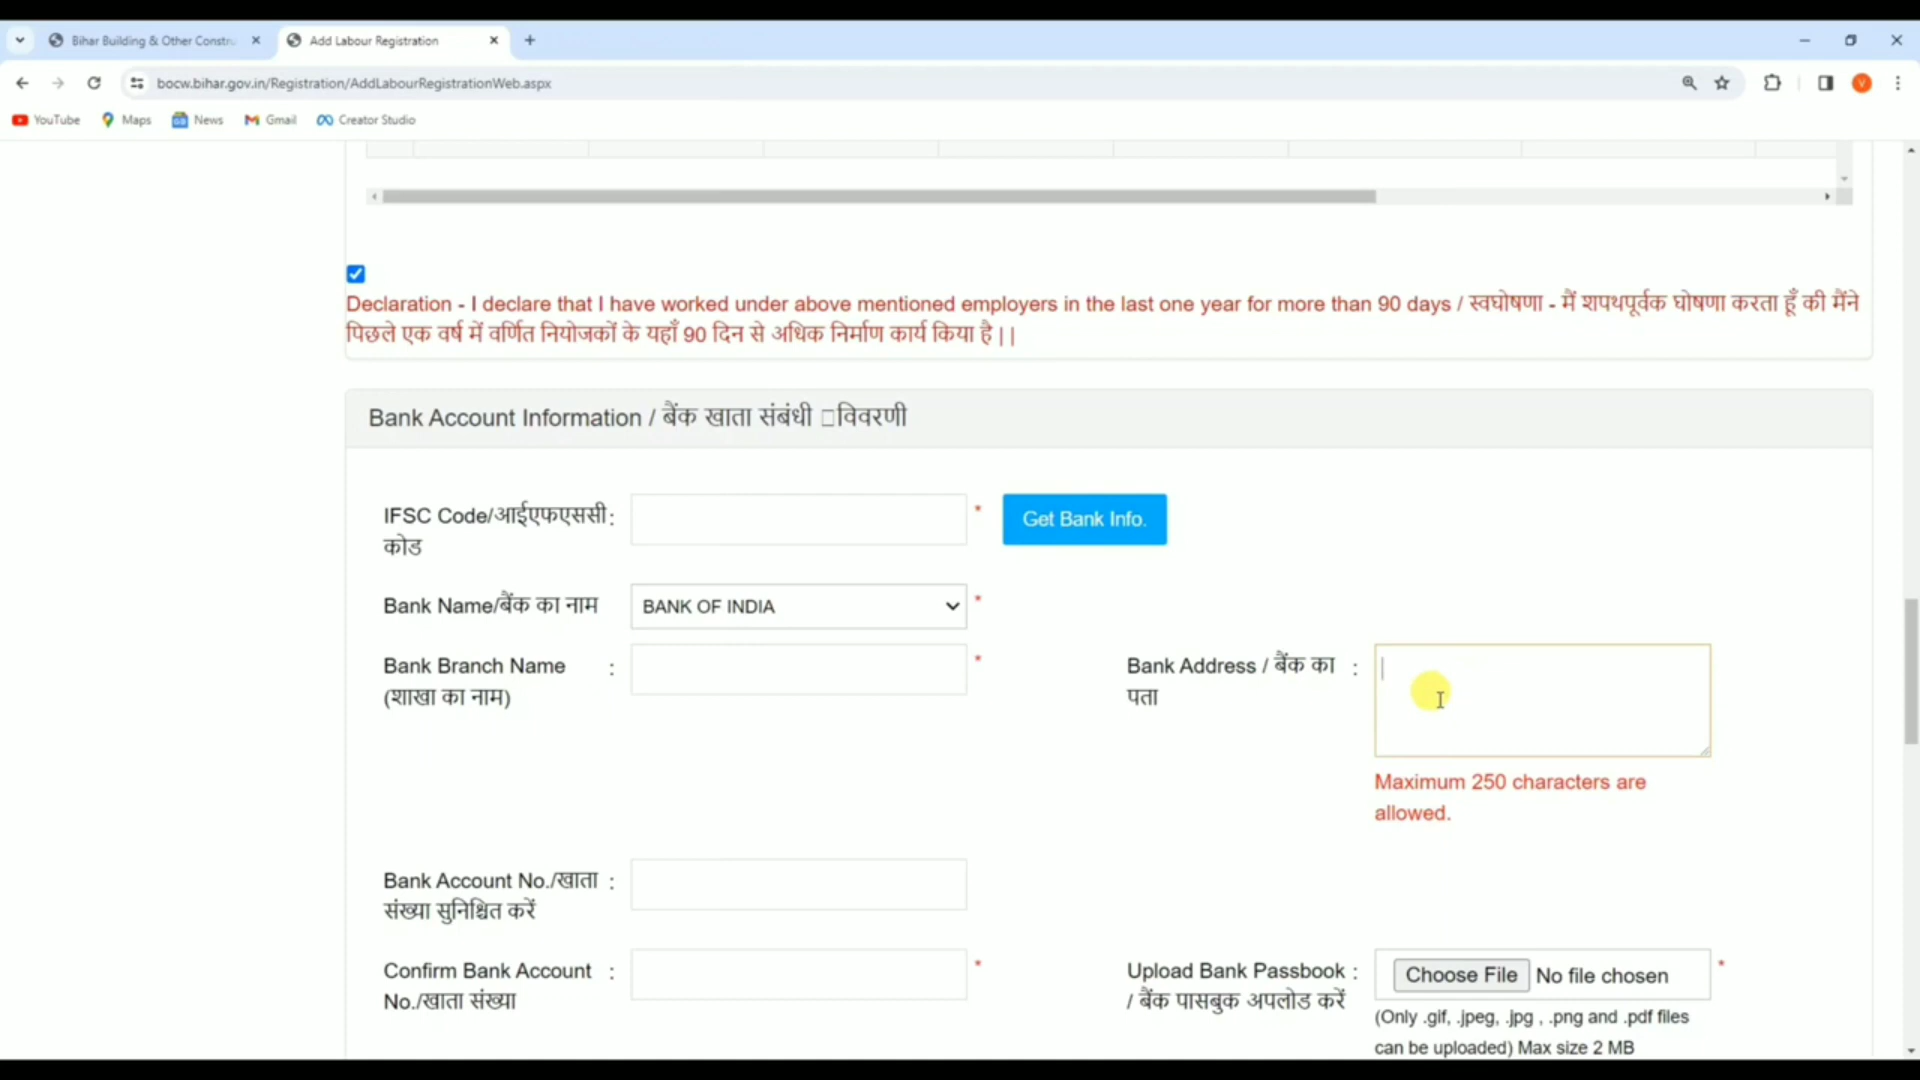 Bihar Building & Other Constru
Add Labour Registration
bocw.bihar.gov.in/Registration/AddLabourRegistrationWeb.aspx
V
YouTube Maps News Gmail Creator Studio
Declaration - I declare that I have worked under above mentioned employers in the last one year for more than 90 days / स्वघोषणा - मैं शपथपूर्वक घोषणा करता हूँ की मैंने
पिछले एक वर्ष में वर्णित नियोजकों के यहाँ 90 दिन से अधिक निर्माण कार्य किया है ||
Bank Account Information / बैंक खाता संबंधी □विवरणी
IFSC Code/आईएफएससी :
कोड
*
Get Bank Info.
Bank Name/बैंक का नाम
BANK OF INDIA
*
Bank Branch Name :
(शाखा का नाम)
*
Bank Address / बैंक का :
पता
Maximum 250 characters are
allowed.
Bank Account No./खाता :
संख्या सुनिश्चित करें
Confirm Bank Account :
No./खाता संख्या
*
Upload Bank Passbook :
/ बैंक पासबुक अपलोड करें
Choose File No file chosen
*
(Only .gif, .jpeg, .jpg , .png and .pdf files
can be uploaded) Max size 2 MB